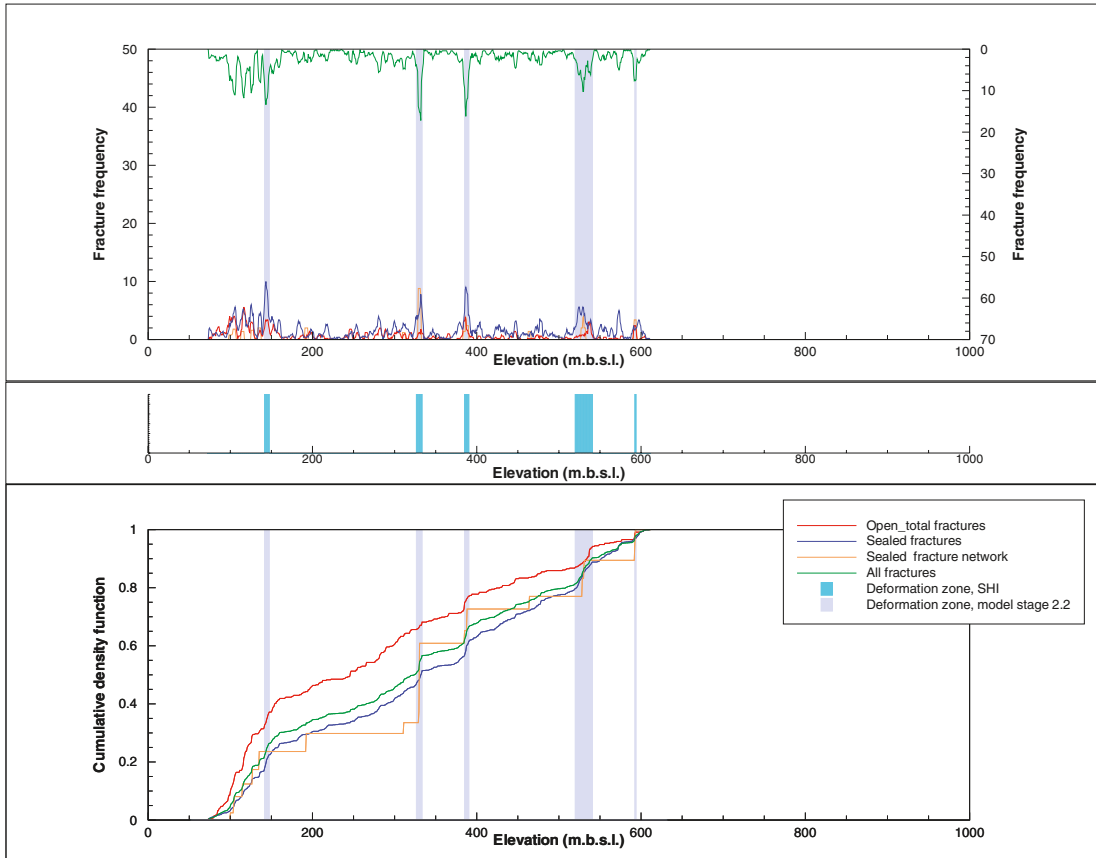 50
40
30
20
10
0
Fracture frequency
0
10
20
30
40
50
60
70
Fracture frequency
0 200 400 600 800 1000
Elevation (m.b.s.l.)
0 200 400 600 800 1000
Elevation (m.b.s.l.)
1
0.8
0.6
0.4
0.2
0
Cumulative density function
Open_total fractures
Sealed fractures
Sealed fracture network
All fractures
Deformation zone, SHI
Deformation zone, model stage 2.2
0 200 400 600 800 1000
Elevation (m.b.s.l.)